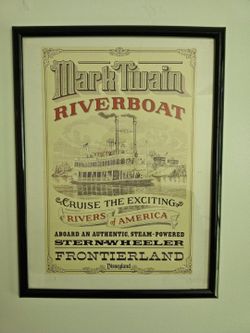 Mark Twain
RIVERBOAT
CRUISE THE EXCITING
RIVERS of AMERICA
ABOARD AN AUTHENTIC, STEAM-POWERED
STERN-WHEELER
FRONTIERLAND
Disneyland